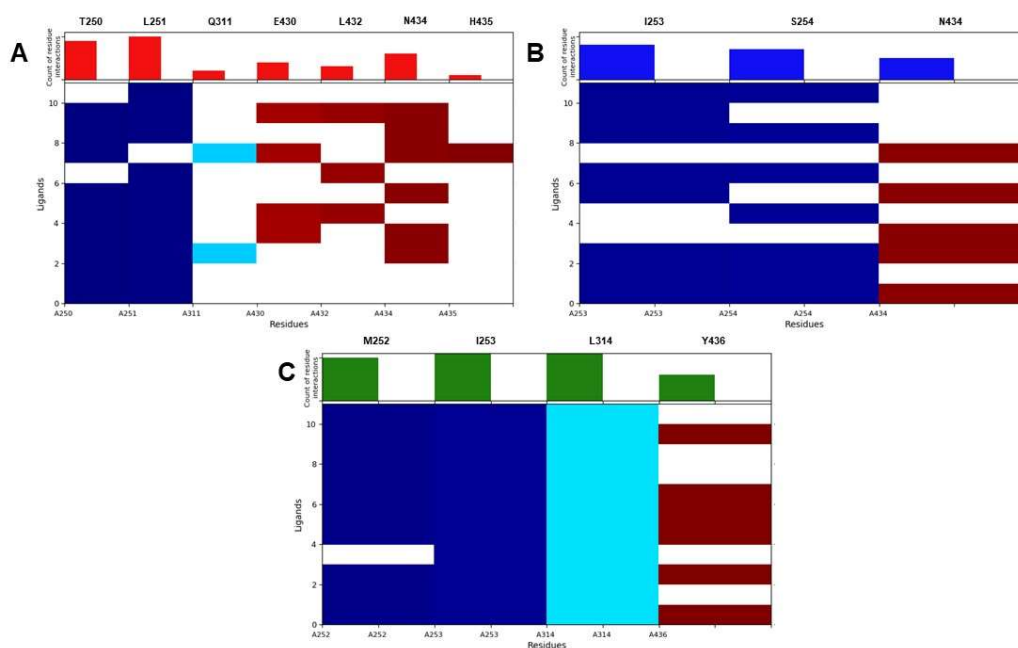 T250 L251 Q311 E430 L432 N434 H435
A
Count of residue
interactions
10
8
6
4
2
0
Ligands
A250 A251 A311 A430 A432 A434 A435
Residues
I253 S254 N434
B
Count of residue
interactions
10
8
6
4
2
0
Ligands
A253 A253 A254 A254 A434
Residues
M252 I253 L314 Y436
C
Count of residue
interactions
10
8
6
4
2
0
Ligands
A252 A252 A253 A253 A314 A314 A436
Residues